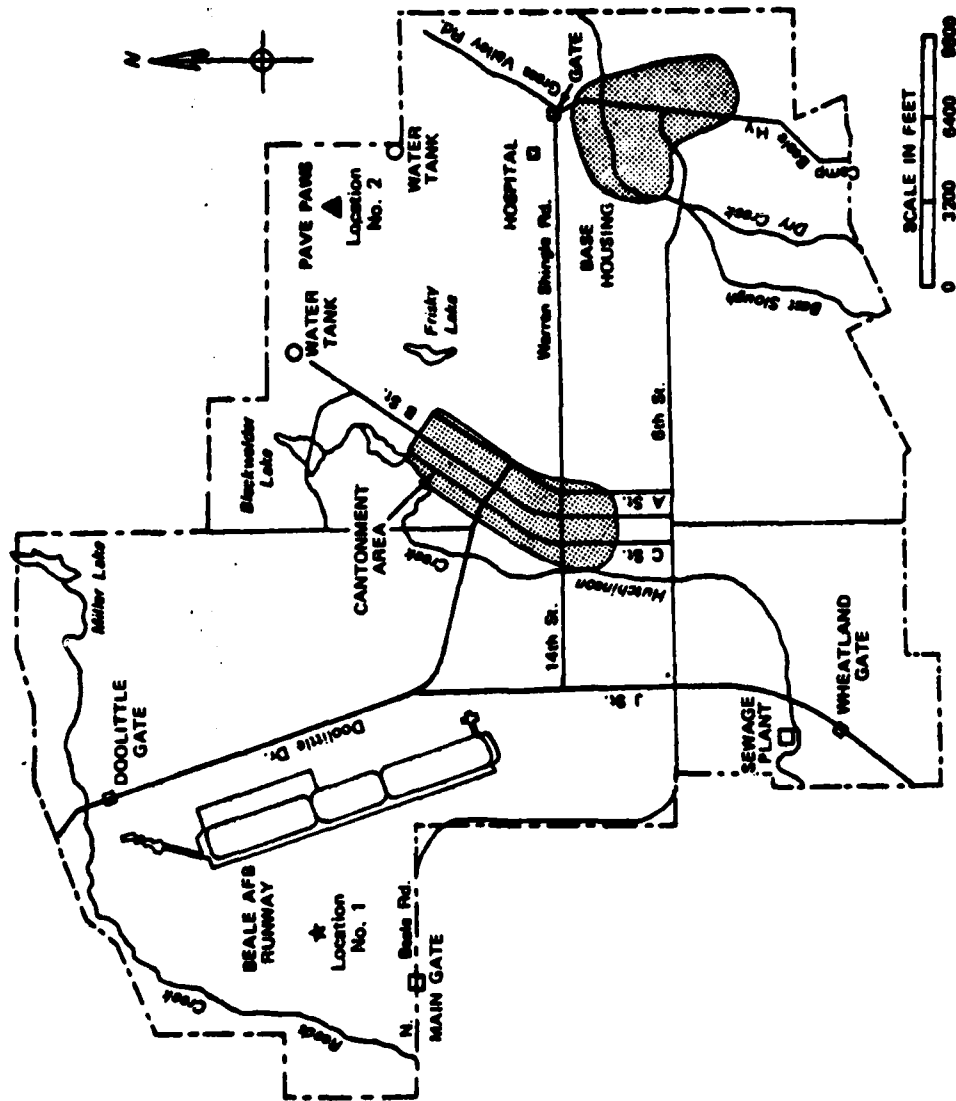 N
Miller Lake
DOOLITTLE
GATE
Doolittle Dr.
BEALE AFB
RUNWAY
Location
No. 1
Reeds
Creek
N. Beale Rd.
MAIN GATE
Blackwelder
Lake
WATER
TANK
PAVE PAWS
Location
No. 2
WATER
TANK
Frisky
Lake
B St.
CANTONMENT
AREA
Creek
Hutchinson
14th St.
Warren Shingle Rd.
HOSPITAL
Grass Valley Rd.
GATE
BASE
HOUSING
C St.
A St.
J St.
6th St.
Dry Creek
Best Slough
Camp
Beale
Hy
SEWAGE
PLANT
WHEATLAND
GATE
SCALE IN FEET
0 3200 6400 9600